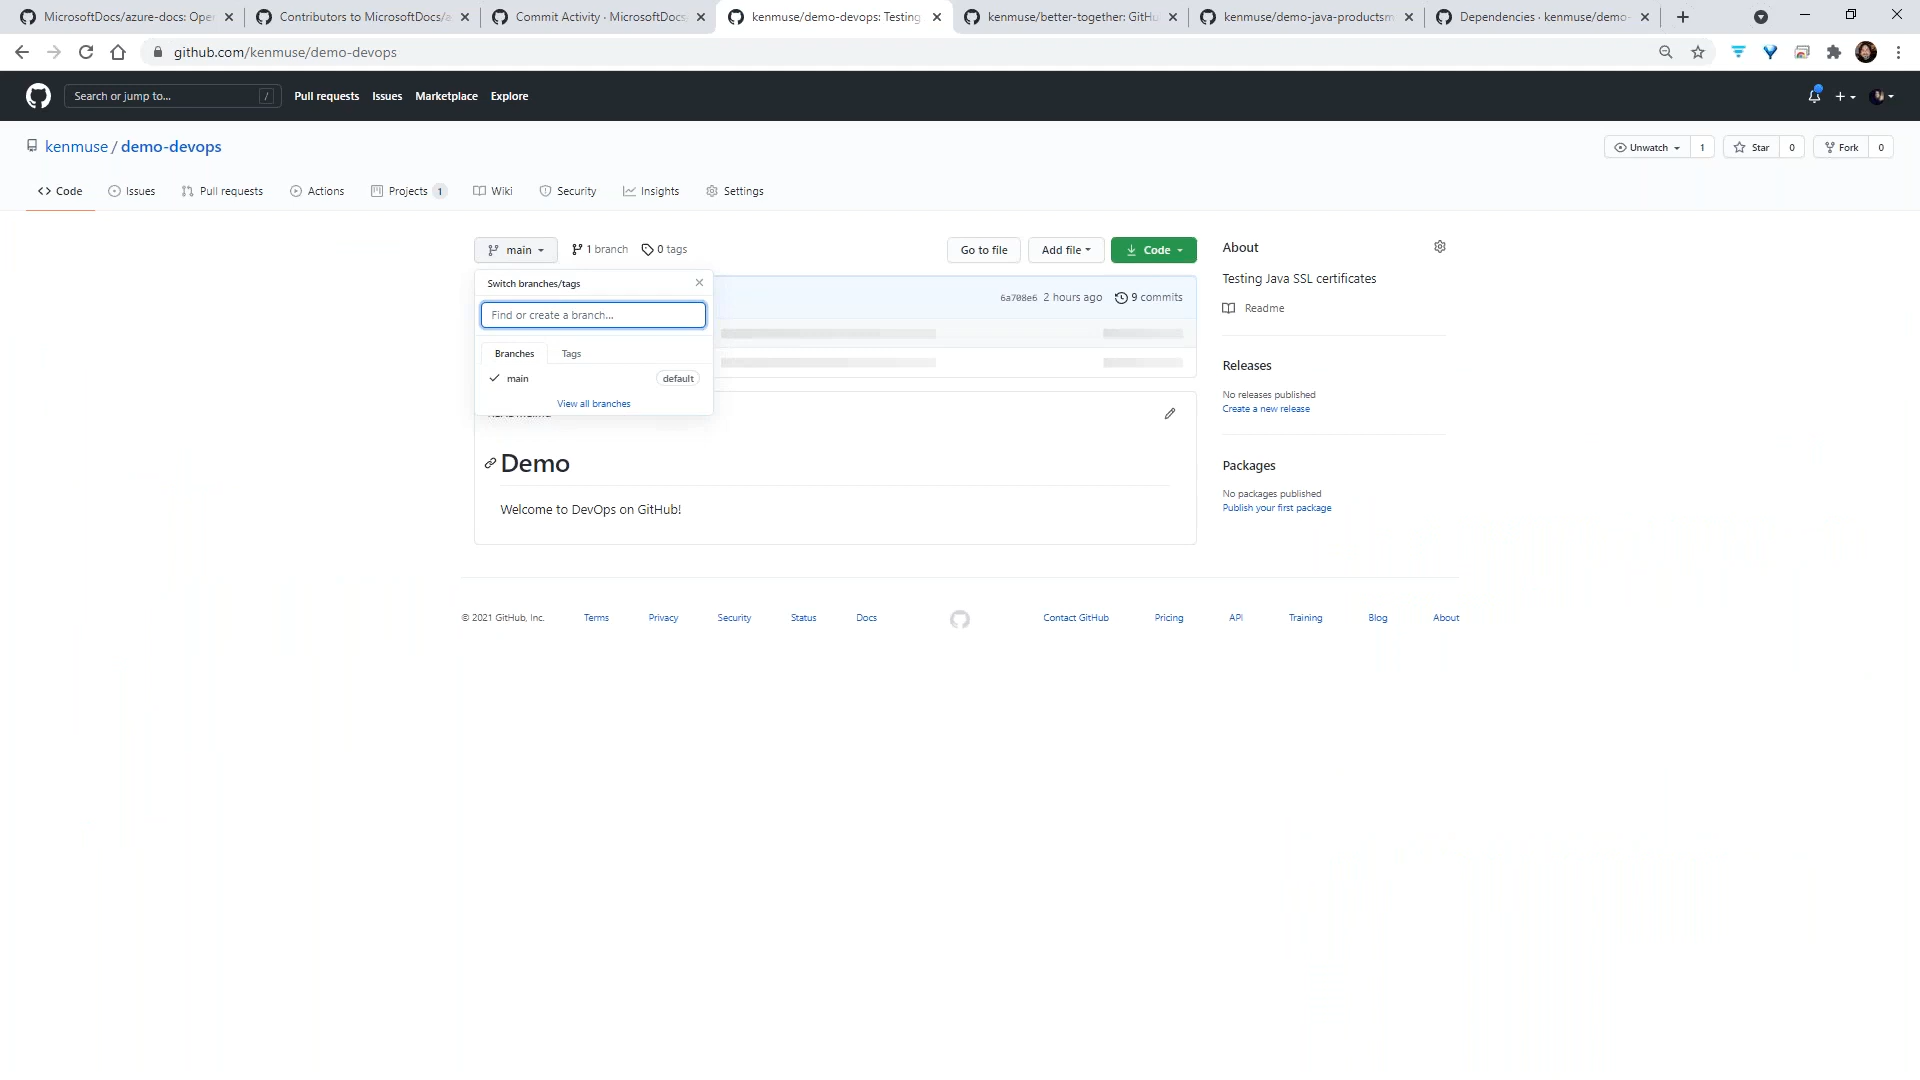 MicrosoftDocs/azure-docs: Oper
Contributors to MicrosoftDocs/a
Commit Activity · MicrosoftDocs
kenmuse/demo-devops: Testing
kenmuse/better-together: GitHu
kenmuse/demo-java-productsm
Dependencies · kenmuse/demo-
github.com/kenmuse/demo-devops
Search or jump to...
/
Pull requests
Issues
Marketplace
Explore
kenmuse / demo-devops
Unwatch
1
Star
0
Fork
0
Code
Issues
Pull requests
Actions
Projects
1
Wiki
Security
Insights
Settings
main
1 branch
0 tags
Go to file
Add file
Code
About
Switch branches/tags
Testing Java SSL certificates
6a708e6 2 hours ago
9 commits
Readme
Find or create a branch...
Branches
Tags
main
default
View all branches
Releases
No releases published
Create a new release
Demo
Welcome to DevOps on GitHub!
Packages
No packages published
Publish your first package
© 2021 GitHub, Inc.
Terms
Privacy
Security
Status
Docs
Contact GitHub
Pricing
API
Training
Blog
About